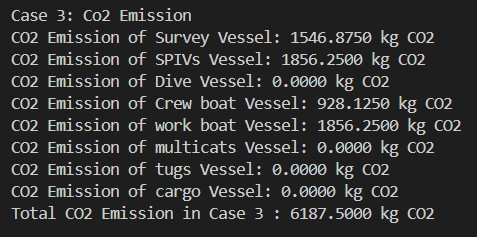 Case 3: Co2 Emission
CO2 Emission of Survey Vessel: 1546.8750 kg CO2
CO2 Emission of SPIVs Vessel: 1856.2500 kg CO2
CO2 Emission of Dive Vessel: 0.0000 kg CO2
CO2 Emission of Crew boat Vessel: 928.1250 kg CO2
CO2 Emission of work boat Vessel: 1856.2500 kg CO2
CO2 Emission of multicats Vessel: 0.0000 kg CO2
CO2 Emission of tugs Vessel: 0.0000 kg CO2
CO2 Emission of cargo Vessel: 0.0000 kg CO2
Total CO2 Emission in Case 3 : 6187.5000 kg CO2